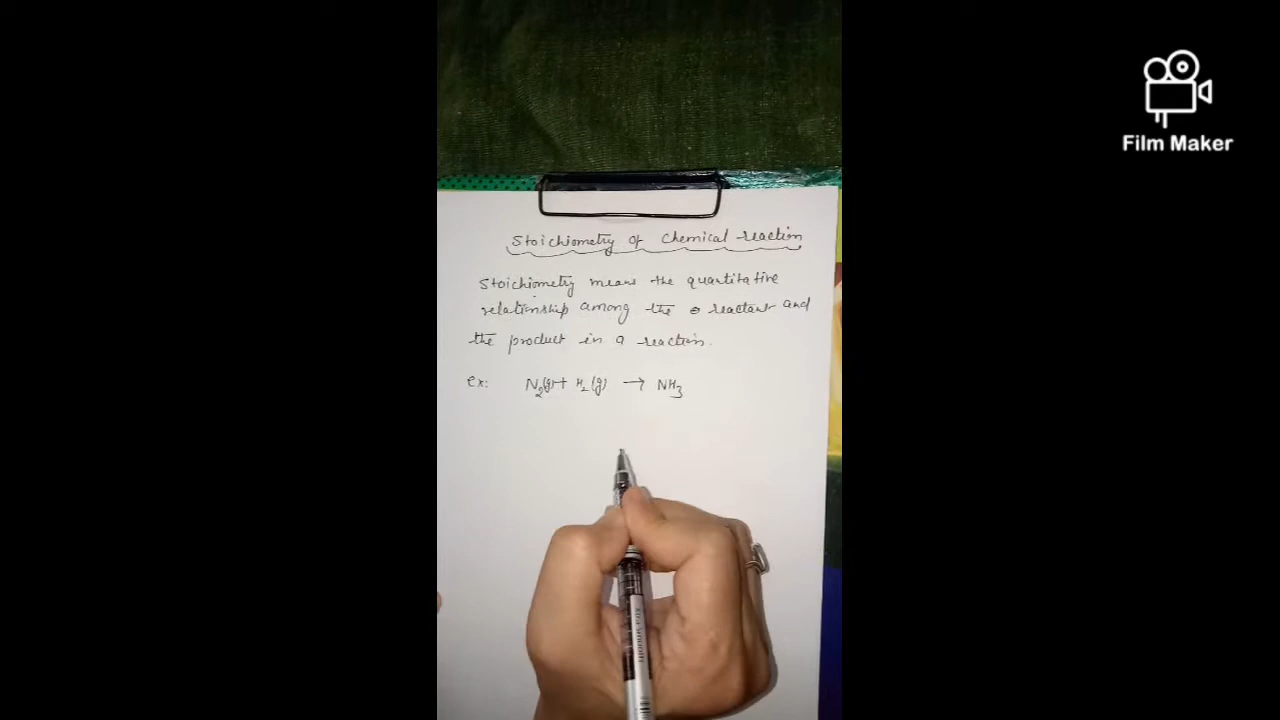 Stoichiometry of Chemical reaction
Stoichiometry means the quantitative
relationship among the reactant and
the product in a reaction.
ex: N2(g) + H2(g) → NH3
Film Maker